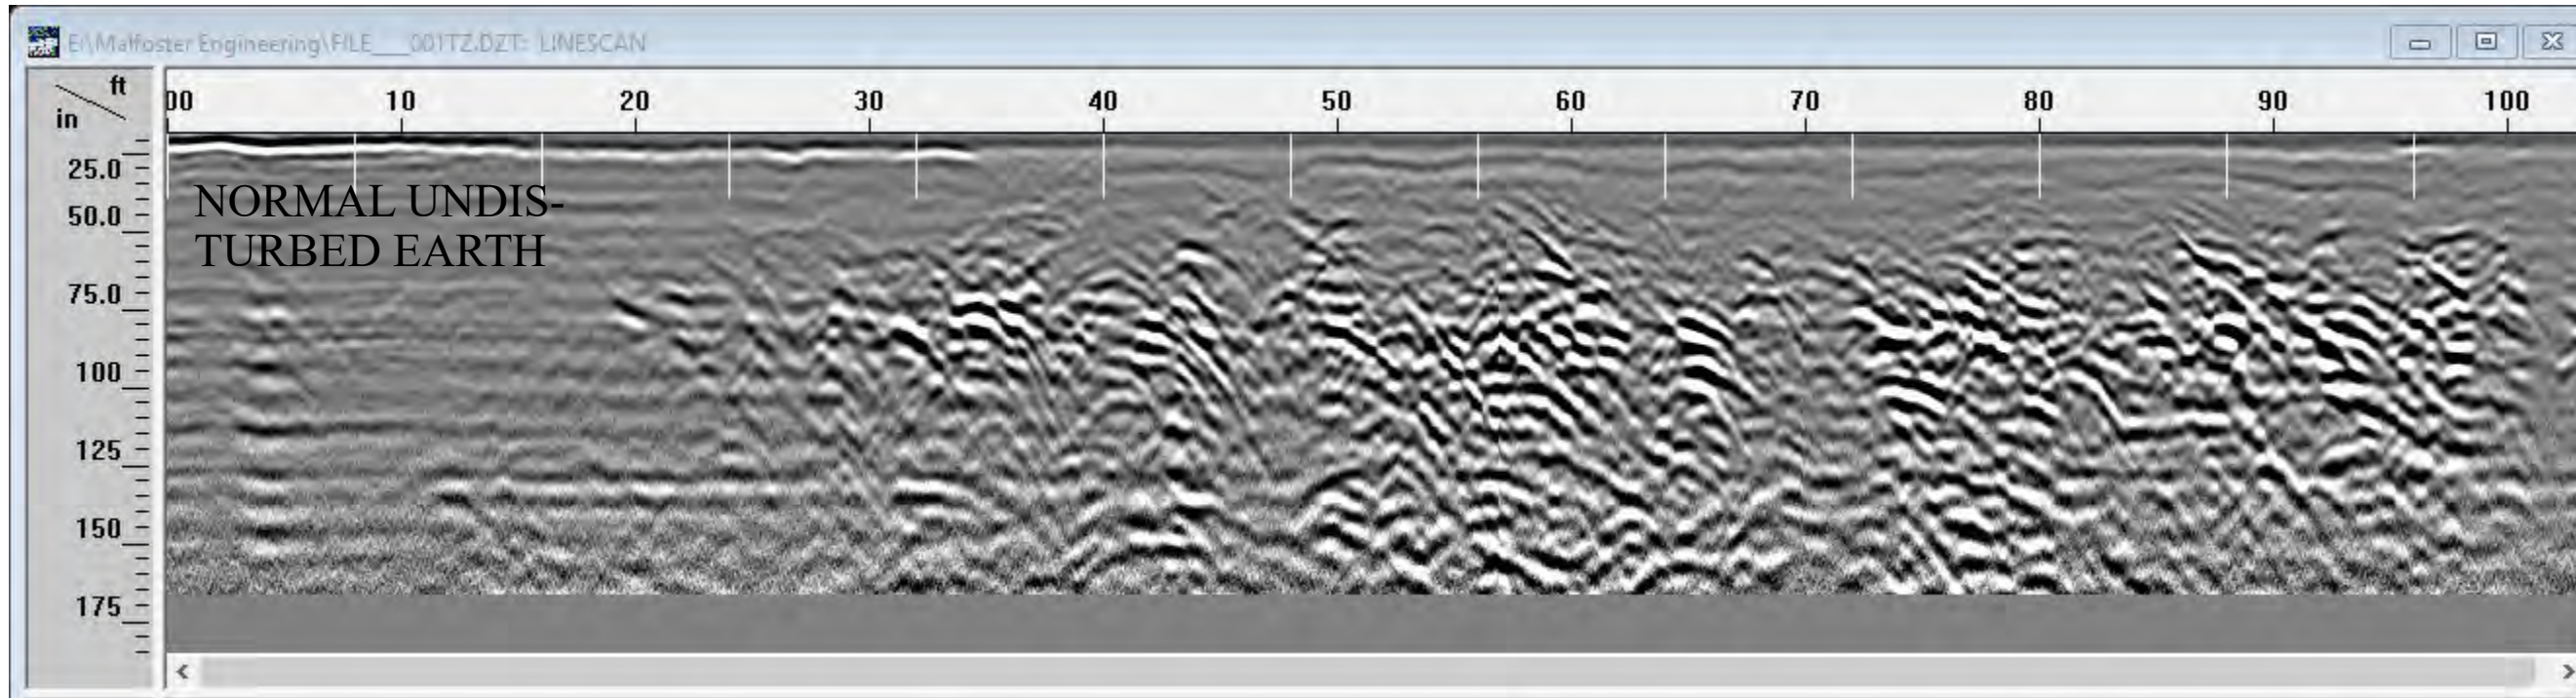 E:\Malfoster Engineering\FILE___001TZ.DZT: LINESCAN
ft
in
00 10 20 30 40 50 60 70 80 90 100
25.0
NORMAL UNDIS-
50.0
TURBED EARTH
75.0
100
125
150
175